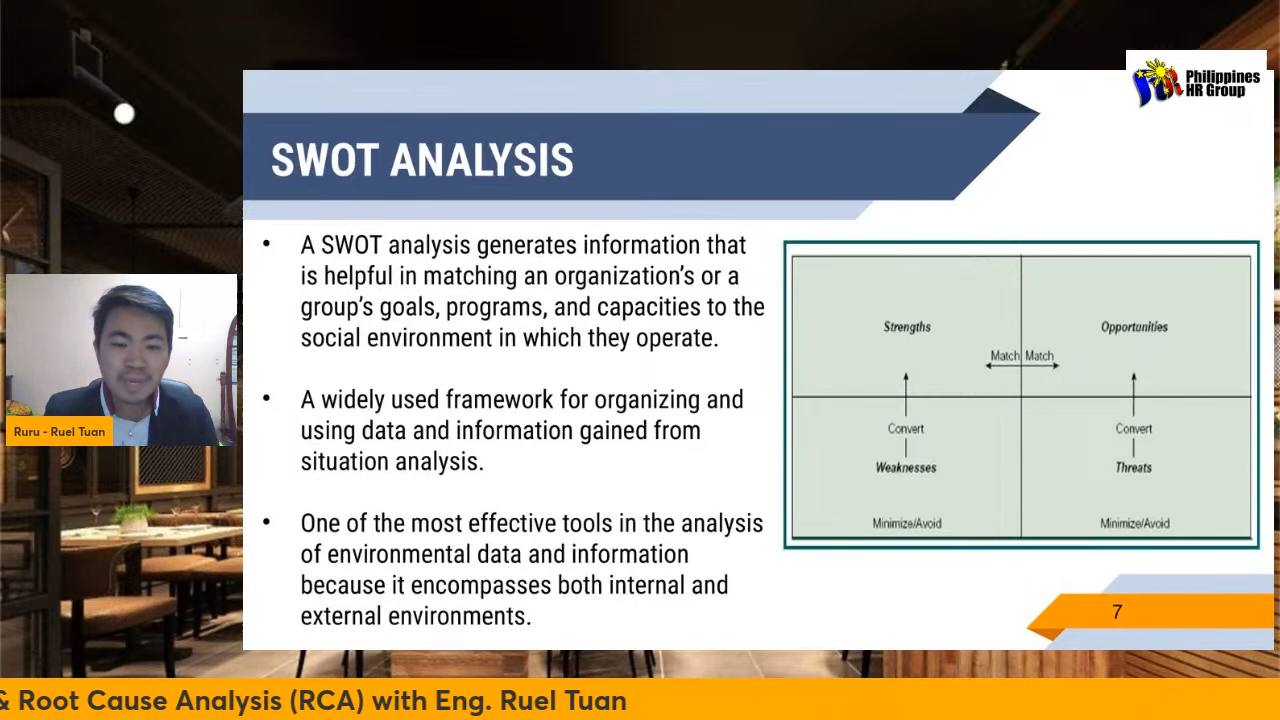 Philippines
HR Group
SWOT ANALYSIS
• A SWOT analysis generates information that
is helpful in matching an organization's or a
group's goals, programs, and capacities to the
social environment in which they operate.
• A widely used framework for organizing and
using data and information gained from
situation analysis.
• One of the most effective tools in the analysis
of environmental data and information
because it encompasses both internal and
external environments.
Strengths
Opportunities
Match Match
Convert
Convert
Weaknesses
Threats
Minimize/Avoid
Minimize/Avoid
7
Ruru - Ruel Tuan
& Root Cause Analysis (RCA) with Eng. Ruel Tuan